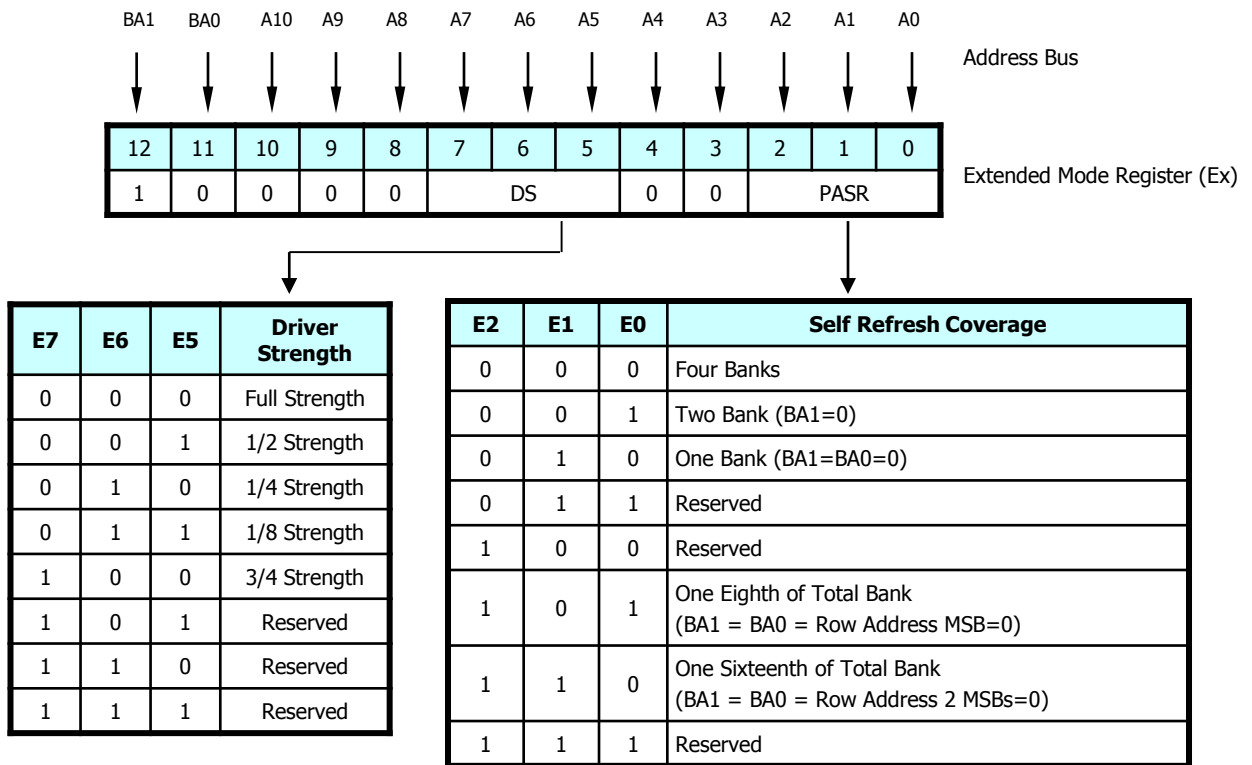 BA1 BA0 A10 A9 A8 A7 A6 A5 A4 A3 A2 A1 A0
Address Bus
12 11 10 9 8 7 6 5 4 3 2 1 0
1 0 0 0 0 DS 0 0 PASR
Extended Mode Register (Ex)
E7 E6 E5 Driver
Strength
0 0 0 Full Strength
0 0 1 1/2 Strength
0 1 0 1/4 Strength
0 1 1 1/8 Strength
1 0 0 3/4 Strength
1 0 1 Reserved
1 1 0 Reserved
1 1 1 Reserved
E2 E1 E0 Self Refresh Coverage
0 0 0 Four Banks
0 0 1 Two Bank (BA1=0)
0 1 0 One Bank (BA1=BA0=0)
0 1 1 Reserved
1 0 0 Reserved
1 0 1 One Eighth of Total Bank
(BA1 = BA0 = Row Address MSB=0)
1 1 0 One Sixteenth of Total Bank
(BA1 = BA0 = Row Address 2 MSBs=0)
1 1 1 Reserved